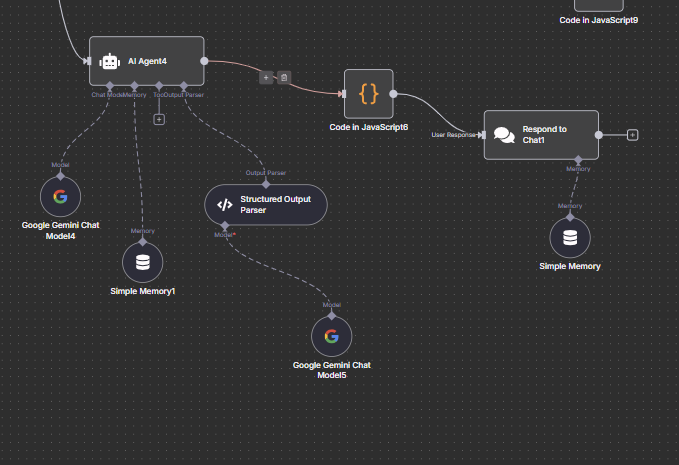 Code in JavaScript9
AI Agent4
Chat Model
Memory
Tool
Output Parser
Code in JavaScript6
User Response
Respond to
Chat1
Memory
Model
Google Gemini Chat
Model4
Memory
Simple Memory1
Output Parser
Structured Output
Parser
Model*
Memory
Simple Memory
Model
Google Gemini Chat
Model5